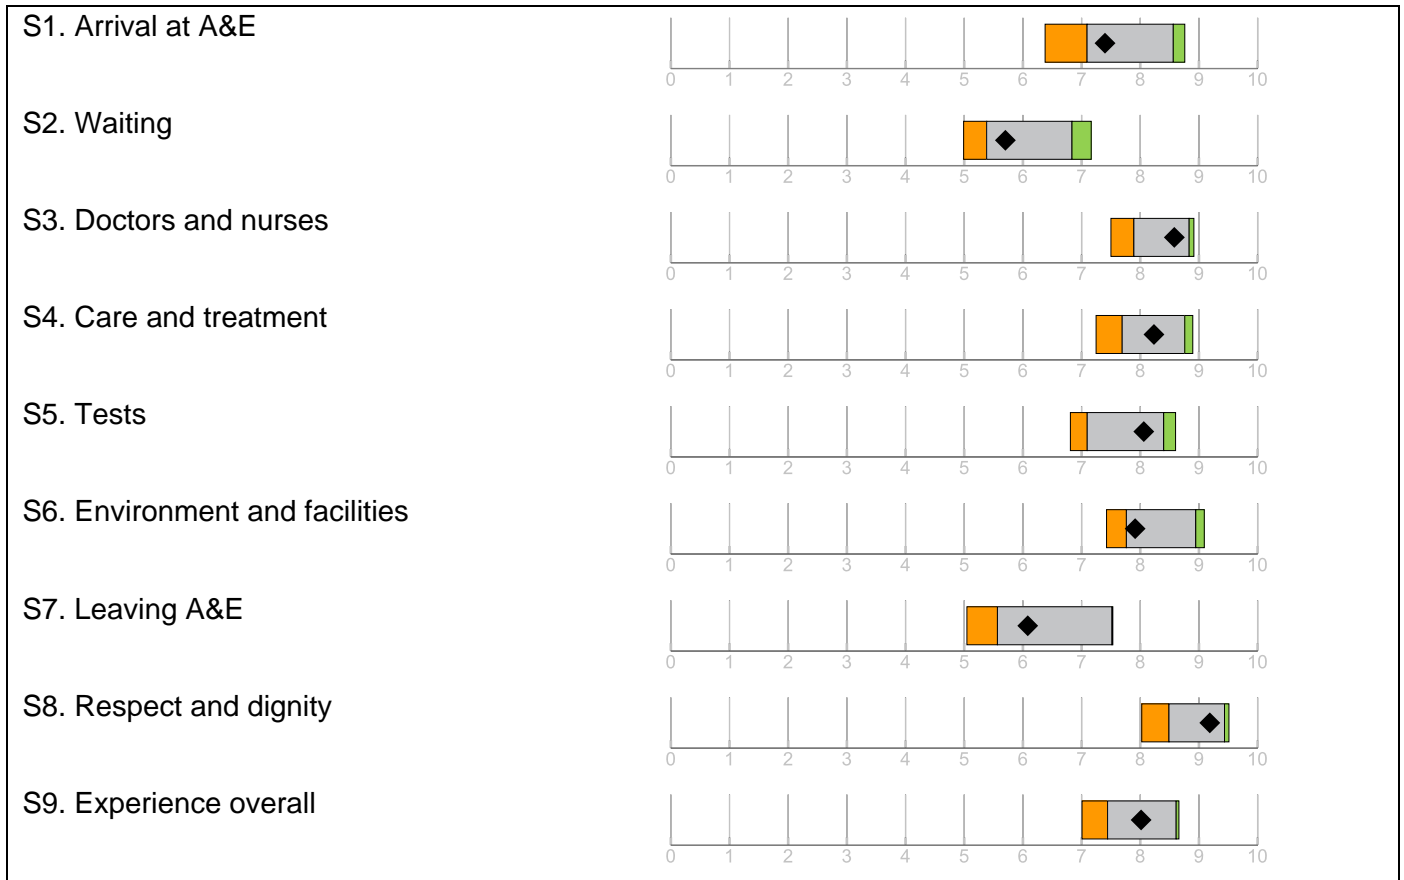 S1. Arrival at A&E
0 1 2 3 4 5 6 7 8 9 10
S2. Waiting
0 1 2 3 4 5 6 7 8 9 10
S3. Doctors and nurses
0 1 2 3 4 5 6 7 8 9 10
S4. Care and treatment
0 1 2 3 4 5 6 7 8 9 10
S5. Tests
0 1 2 3 4 5 6 7 8 9 10
S6. Environment and facilities
0 1 2 3 4 5 6 7 8 9 10
S7. Leaving A&E
0 1 2 3 4 5 6 7 8 9 10
S8. Respect and dignity
0 1 2 3 4 5 6 7 8 9 10
S9. Experience overall
0 1 2 3 4 5 6 7 8 9 10